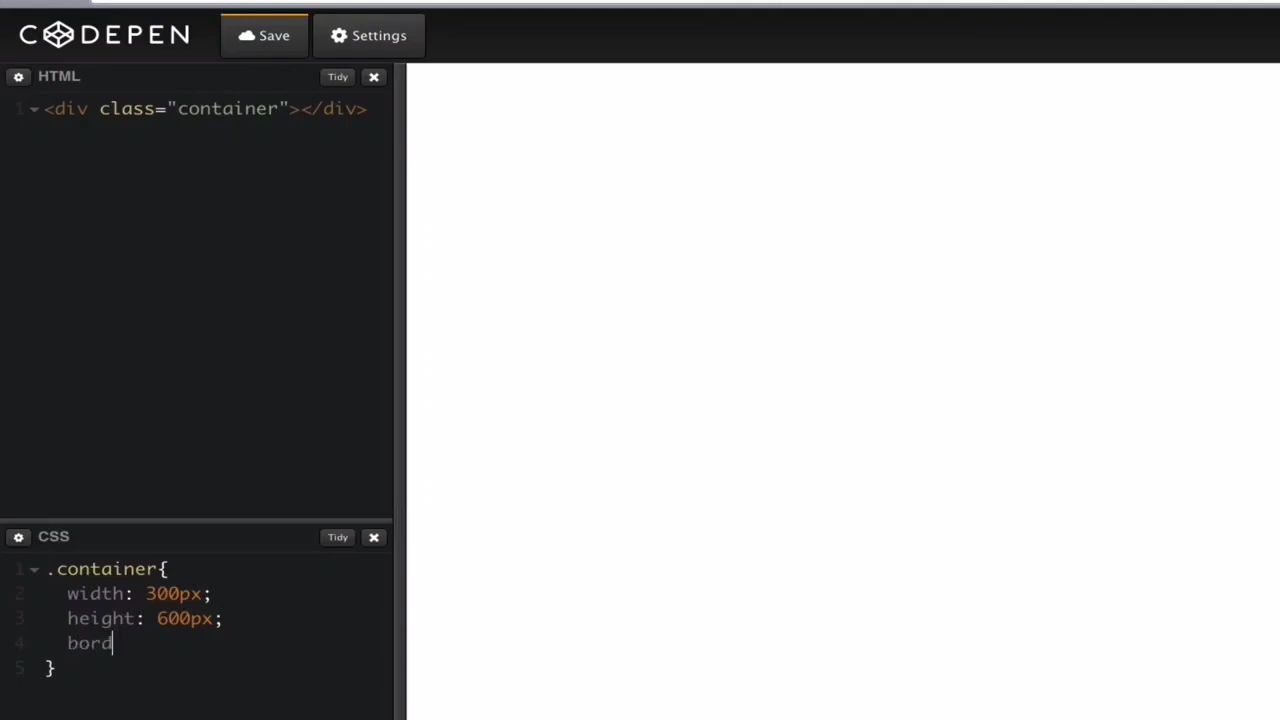 CODEPEN Save Settings
HTML Tidy
1 <div class="container"></div>
CSS Tidy
1 .container{
2 width: 300px;
3 height: 600px;
4 bord
5 }